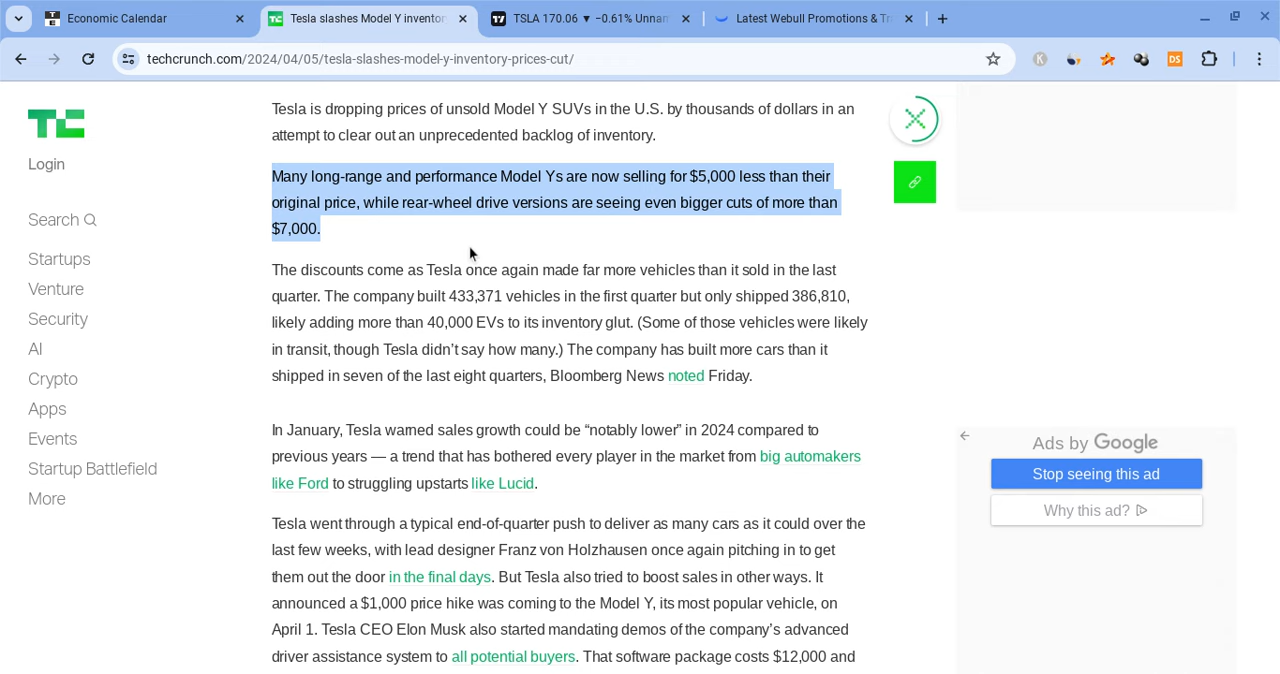 Economic Calendar
Tesla slashes Model Y inventor
TSLA 170.06 ▼ −0.61% Unnan
Latest Webull Promotions & Tr
techcrunch.com/2024/04/05/tesla-slashes-model-y-inventory-prices-cut/
K
DS
TC
Login
Search
Startups
Venture
Security
AI
Crypto
Apps
Events
Startup Battlefield
More
Tesla is dropping prices of unsold Model Y SUVs in the U.S. by thousands of dollars in an
attempt to clear out an unprecedented backlog of inventory.
Many long-range and performance Model Ys are now selling for $5,000 less than their
original price, while rear-wheel drive versions are seeing even bigger cuts of more than
$7,000.
The discounts come as Tesla once again made far more vehicles than it sold in the last
quarter. The company built 433,371 vehicles in the first quarter but only shipped 386,810,
likely adding more than 40,000 EVs to its inventory glut. (Some of those vehicles were likely
in transit, though Tesla didn’t say how many.) The company has built more cars than it
shipped in seven of the last eight quarters, Bloomberg News noted Friday.
In January, Tesla warned sales growth could be “notably lower” in 2024 compared to
previous years — a trend that has bothered every player in the market from big automakers
like Ford to struggling upstarts like Lucid.
Tesla went through a typical end-of-quarter push to deliver as many cars as it could over the
last few weeks, with lead designer Franz von Holzhausen once again pitching in to get
them out the door in the final days. But Tesla also tried to boost sales in other ways. It
announced a $1,000 price hike was coming to the Model Y, its most popular vehicle, on
April 1. Tesla CEO Elon Musk also started mandating demos of the company’s advanced
driver assistance system to all potential buyers. That software package costs $12,000 and
Ads by Google
Stop seeing this ad
Why this ad?